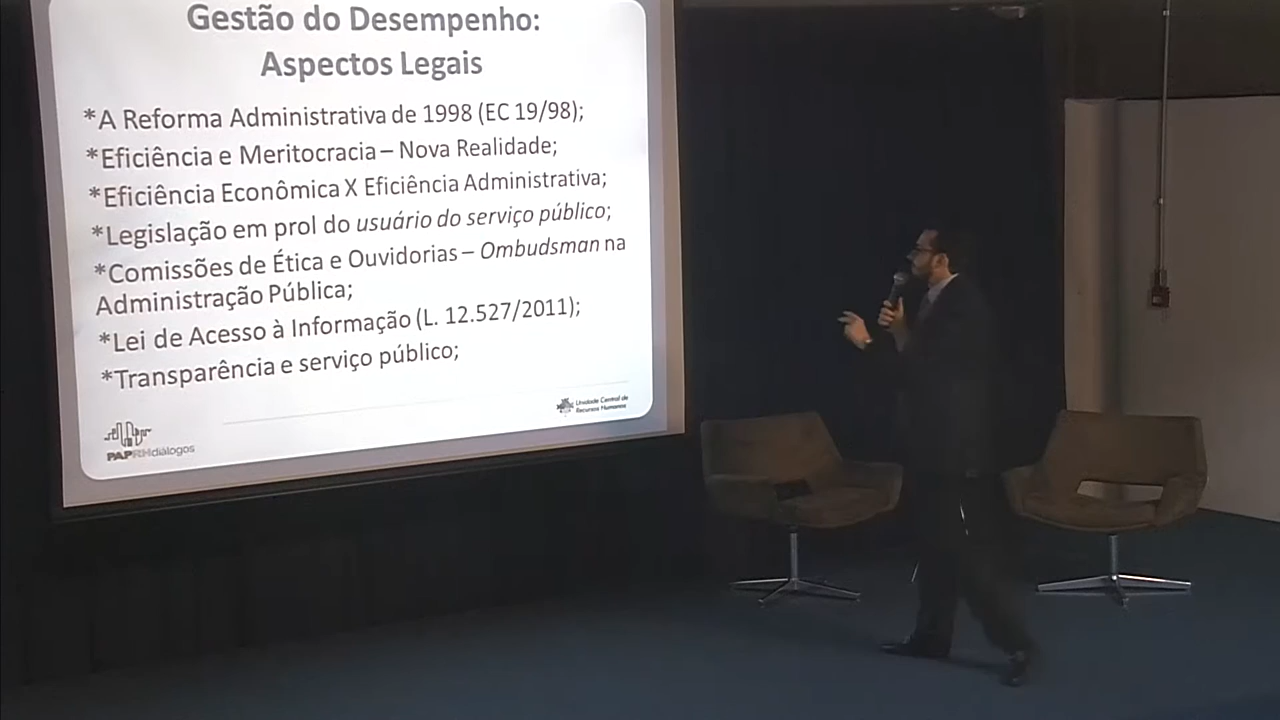 Gestão do Desempenho:
Aspectos Legais
*A Reforma Administrativa de 1998 (EC 19/98);
*Eficiência e Meritocracia – Nova Realidade;
*Eficiência Econômica X Eficiência Administrativa;
*Legislação em prol do usuário do serviço público;
*Comissões de Ética e Ouvidorias – Ombudsman na
Administração Pública;
*Lei de Acesso à Informação (L. 12.527/2011);
*Transparência e serviço público;
Unidade Central de
Recursos Humanos
PAPRHdiálogos